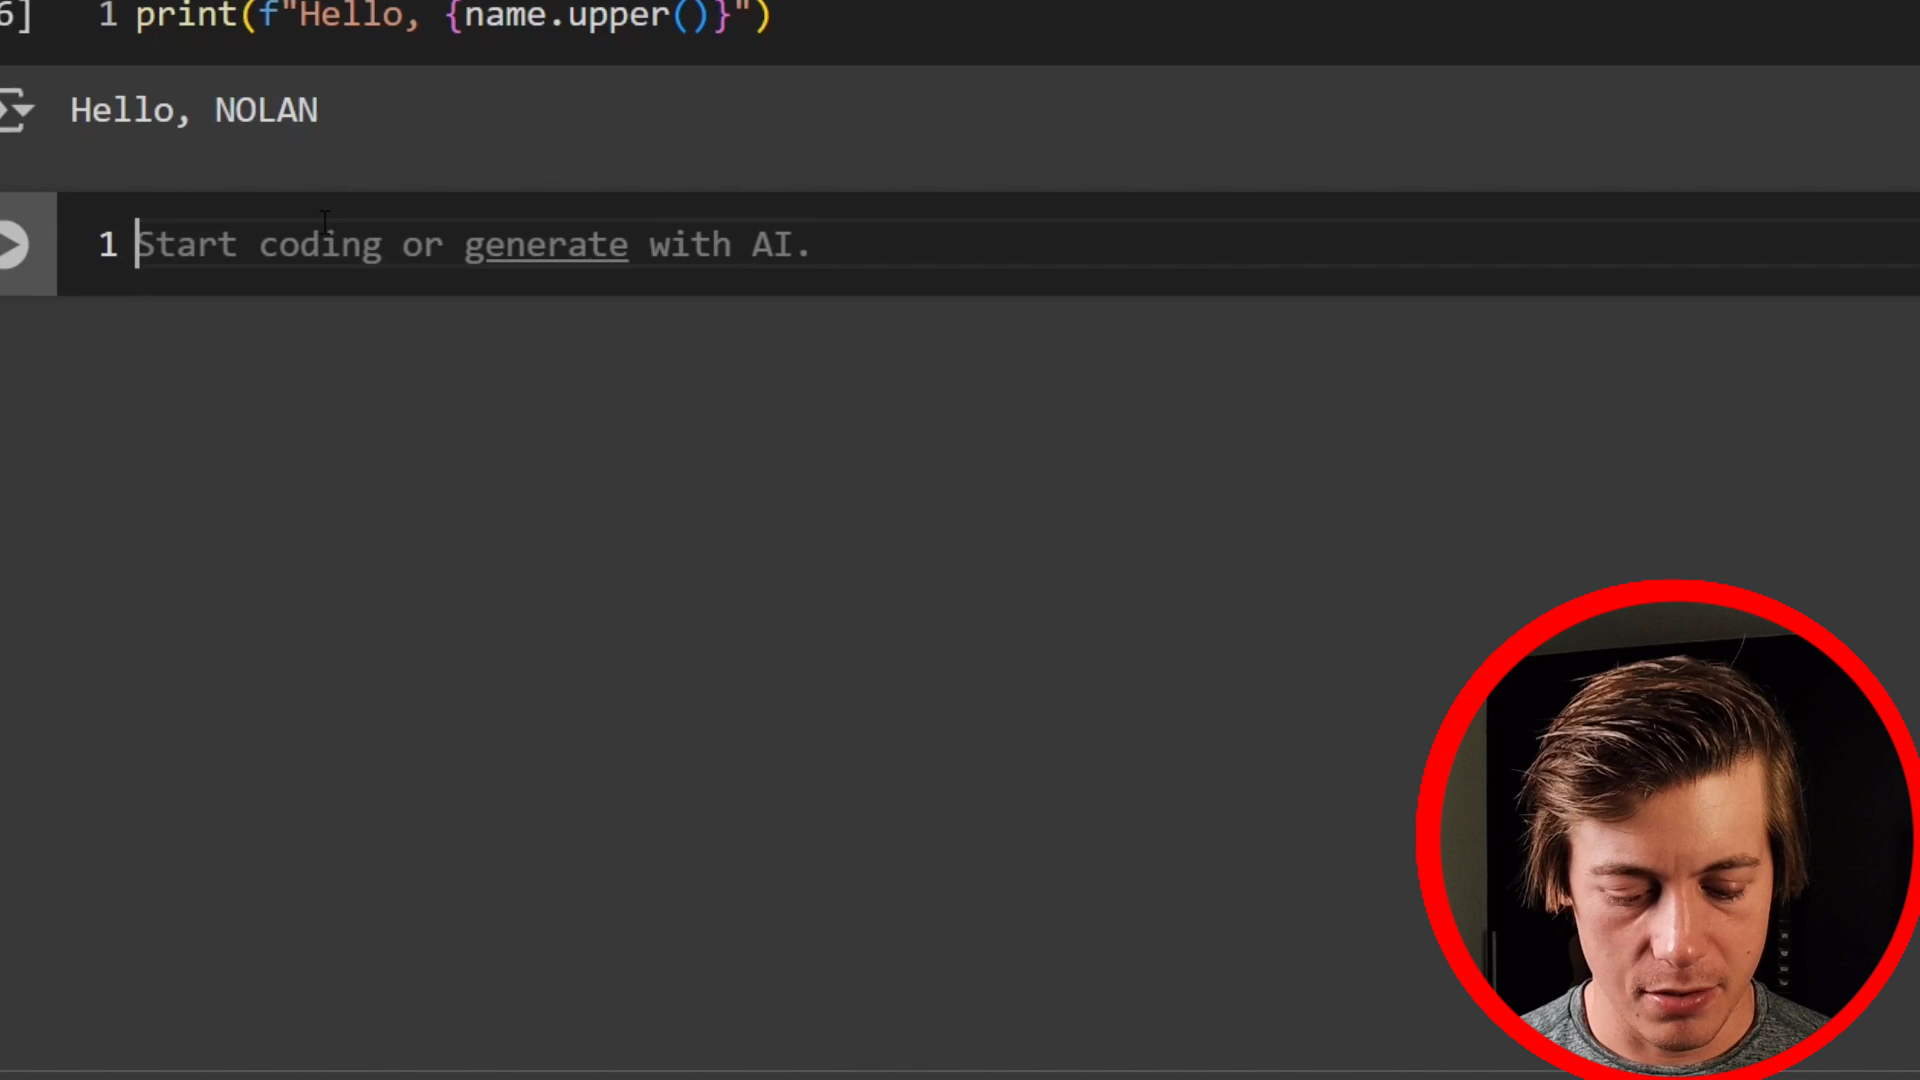 6] 1 print(f"Hello, {name.upper()}")
Hello, NOLAN
1 Start coding or generate with AI.